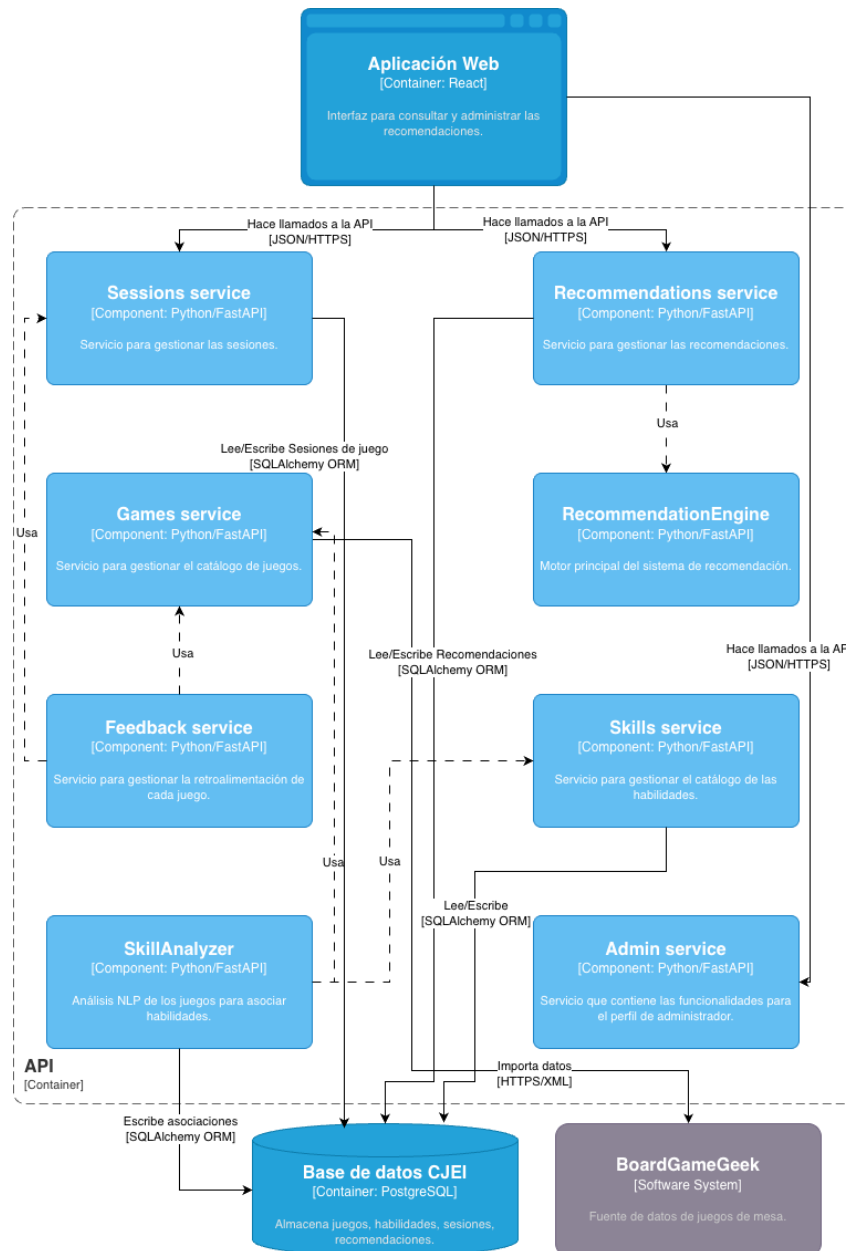 Aplicación Web
[Container: React]
Interfaz para consultar y administrar las
recomendaciones.
Hace llamados a la API
[JSON/HTTPS]
Hace llamados a la API
[JSON/HTTPS]
Sessions service
[Component: Python/FastAPI]
Servicio para gestionar las sesiones.
Recommendations service
[Component: Python/FastAPI]
Servicio para gestionar las recomendaciones.
Usa
Lee/Escribe Sesiones de juego
[SQLAlchemy ORM]
Games service
[Component: Python/FastAPI]
Servicio para gestionar el catálogo de juegos.
RecommendationEngine
[Component: Python/FastAPI]
Motor principal del sistema de recomendación.
Usa
Usa
Lee/Escribe Recomendaciones
[SQLAlchemy ORM]
Hace llamados a la AP
[JSON/HTTPS]
Feedback service
[Component: Python/FastAPI]
Servicio para gestionar la retroalimentación de
cada juego.
Skills service
[Component: Python/FastAPI]
Servicio para gestionar el catálogo de las
habilidades.
Usa
Usa
Lee/Escribe
[SQLAlchemy ORM]
SkillAnalyzer
[Component: Python/FastAPI]
Análisis NLP de los juegos para asociar
habilidades.
Admin service
[Component: Python/FastAPI]
Servicio que contiene las funcionalidades para
el perfil de administrador.
API
[Container]
Importa datos
[HTTPS/XML]
Escribe asociaciones
[SQLAlchemy ORM]
Base de datos CJEI
[Container: PostgreSQL]
Almacena juegos, habilidades, sesiones,
recomendaciones.
BoardGameGeek
[Software System]
Fuente de datos de juegos de mesa.